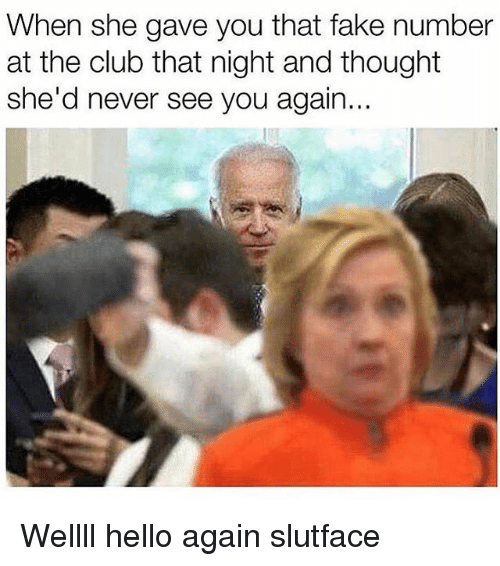 When she gave you that fake number
at the club that night and thought
she'd never see you again...
Wellll hello again slutface